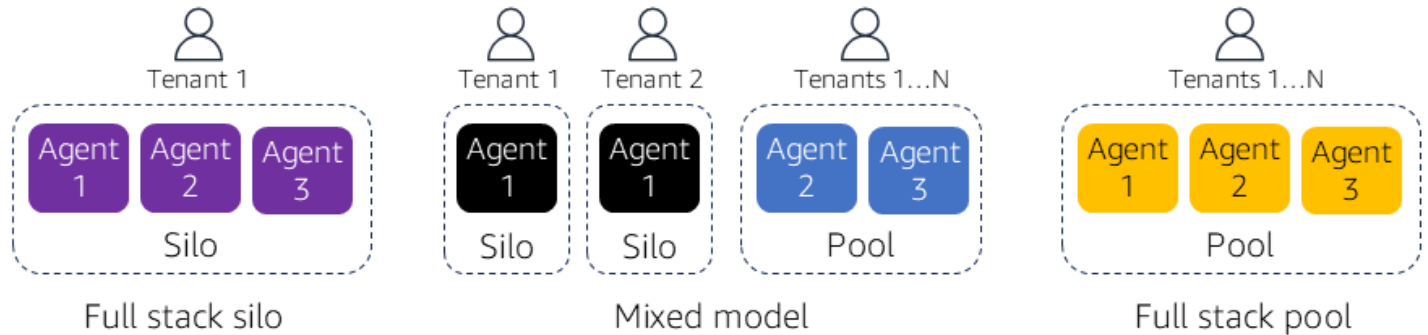 Tenant 1
Agent 1
Agent 2
Agent 3
Silo
Full stack silo
Tenant 1
Agent 1
Silo
Tenant 2
Agent 1
Silo
Tenants 1...N
Agent 2
Agent 3
Pool
Mixed model
Tenants 1...N
Agent 1
Agent 2
Agent 3
Pool
Full stack pool